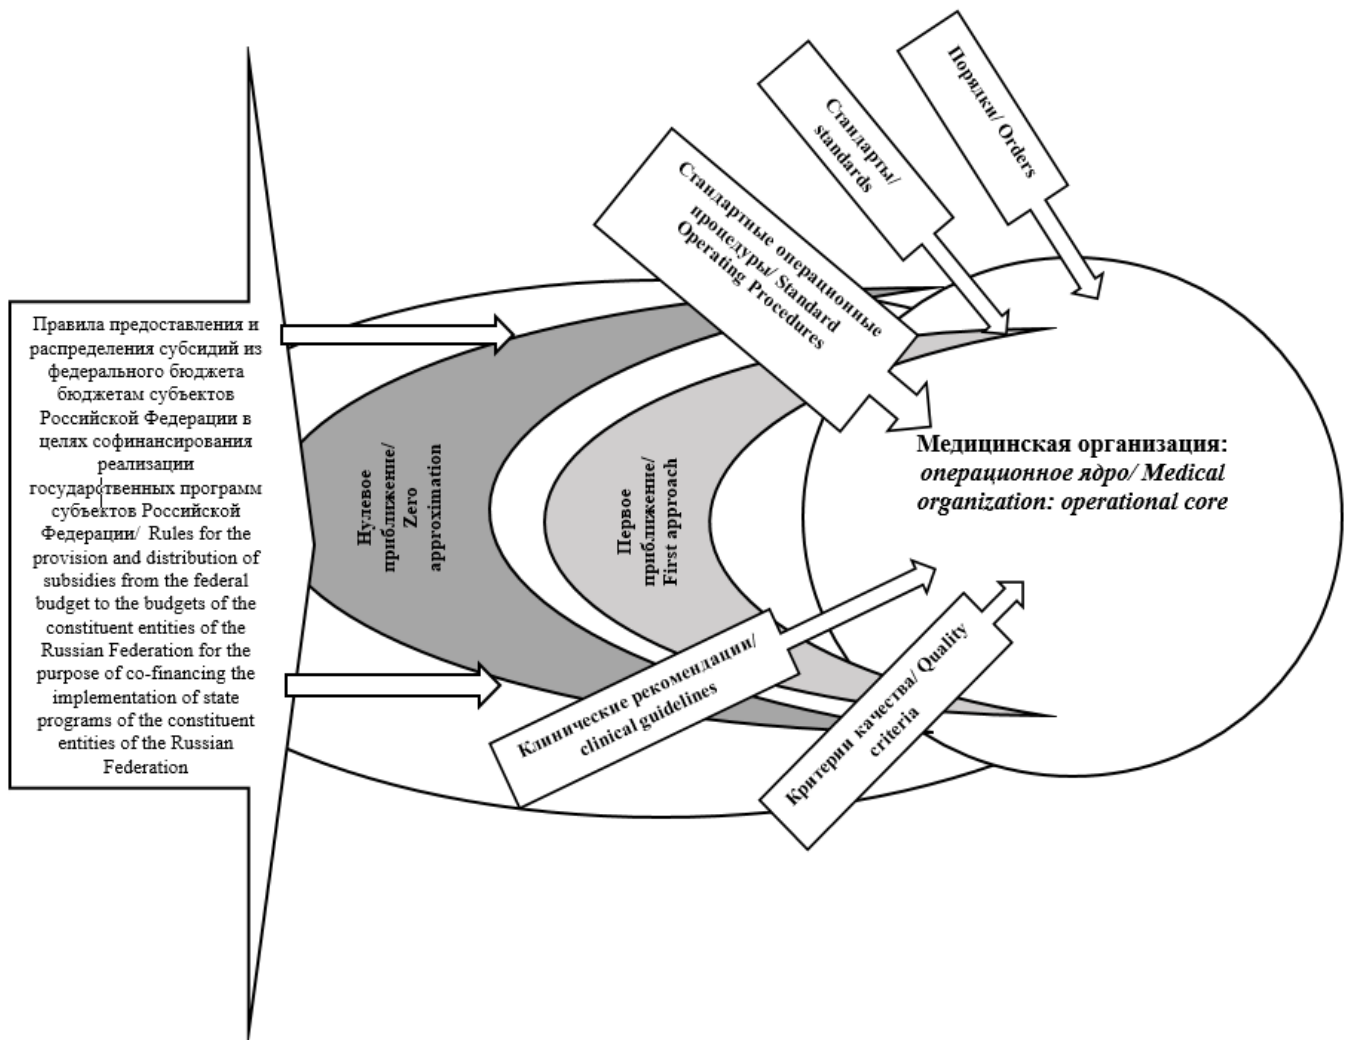 Правила предоставления и
распределения субсидий из
федерального бюджета
бюджетам субъектов
Российской Федерации в
целях софинансирования
реализации
государственных программ
субъектов Российской
Федерации/ Rules for the
provision and distribution of
subsidies from the federal
budget to the budgets of the
constituent entities of the
Russian Federation for the
purpose of co-financing the
implementation of state
programs of the constituent
entities of the Russian
Federation
Нулевое
приближение/
Zero
approximation
Первое
приближение/
First approach
Стандартные операционные
процедуры/ Standard
Operating Procedures
Стандарты/
standards
Порядки/ Orders
Медицинская организация:
операционное ядро/ Medical
organization: operational core
Клинические рекомендации/
clinical guidelines
Критерии качества/ Quality
criteria